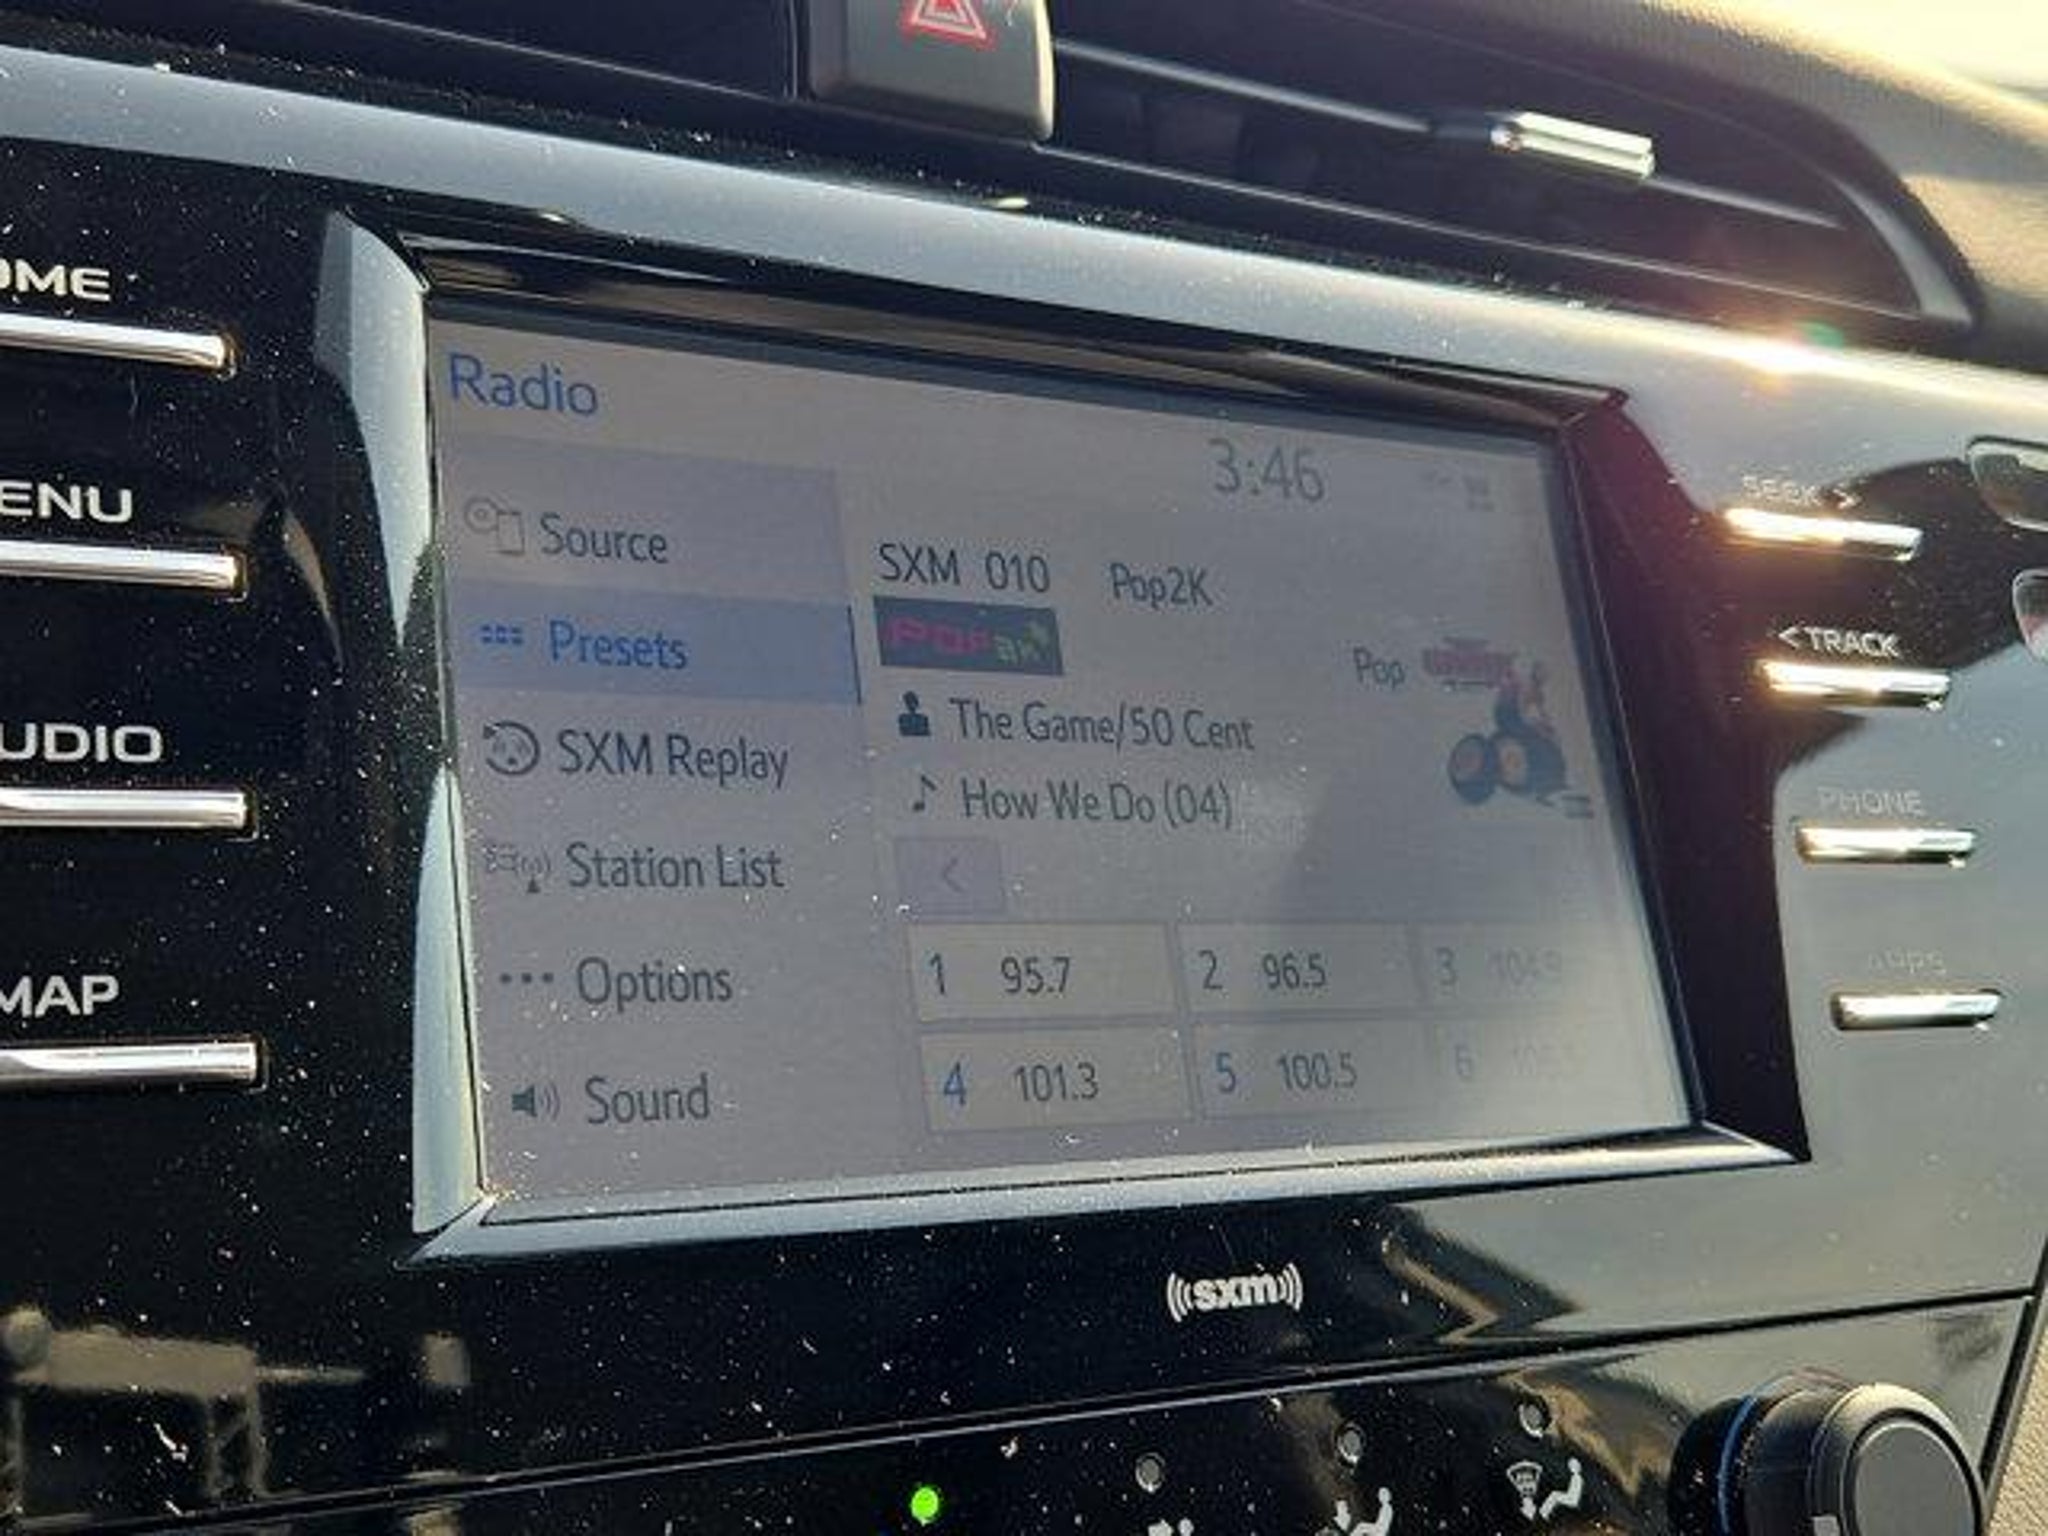 OME
ENU
UDIO
MAP
Radio
3:46
Source
Presets
SXM Replay
Station List
Options
Sound
SXM 010
Pop2K
POP2K
Pop
The Game/50 Cent
How We Do (04)
<
1 95.7
2 96.5
3
4 101.3
5 100.5
6
SEEK >
< TRACK
PHONE
APPS
((sxm))